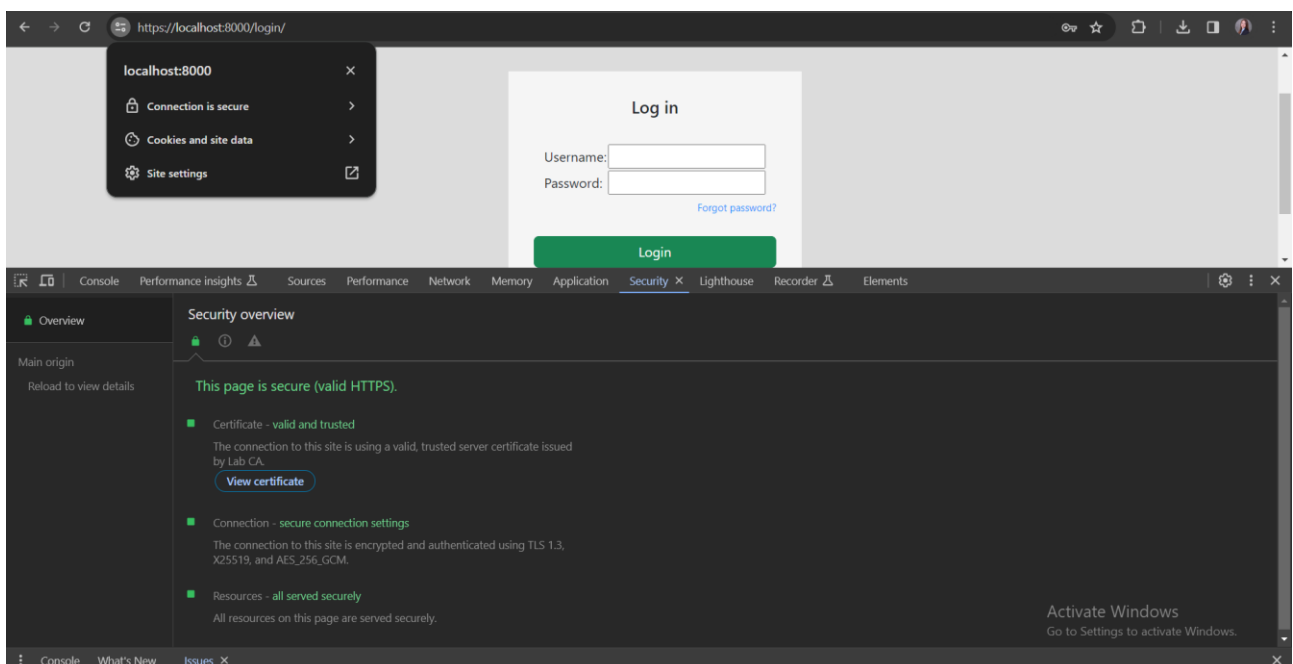 https://localhost:8000/login/
localhost:8000
Connection is secure
Cookies and site data
Site settings
Log in
Username:
Password:
Forgot password?
Login
Console Performance insights Sources Performance Network Memory Application Security Lighthouse Recorder Elements
Overview
Main origin
Reload to view details
Security overview
This page is secure (valid HTTPS).
Certificate - valid and trusted
The connection to this site is using a valid, trusted server certificate issued
by Lab CA.
View certificate
Connection - secure connection settings
The connection to this site is encrypted and authenticated using TLS 1.3,
X25519, and AES_256_GCM.
Resources - all served securely
All resources on this page are served securely.
Activate Windows
Go to Settings to activate Windows.
Console What's New Issues